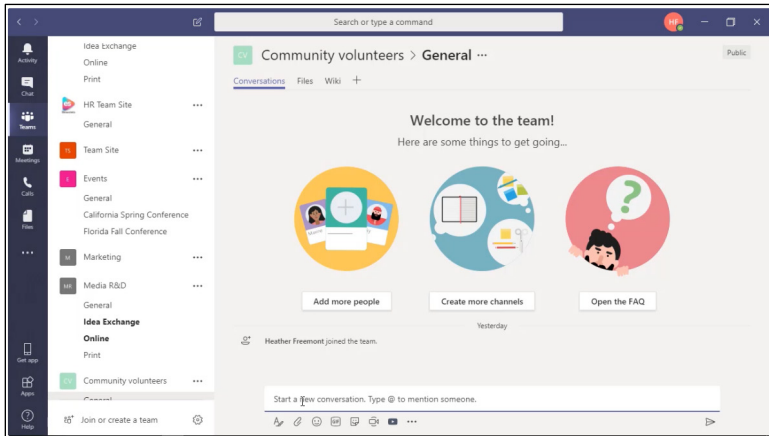 Search or type a command
HF
Activity
Chat
Teams
Meetings
Calls
Files
Get app
Apps
Help
Idea Exchange
Online
Print
HR Team Site
General
TS
Team Site
E
Events
General
California Spring Conference
Florida Fall Conference
M
Marketing
MR
Media R&D
General
Idea Exchange
Online
Print
CV
Community volunteers
General
Join or create a team
CV
Community volunteers > General
Public
Conversations Files Wiki
Welcome to the team!
Here are some things to get going...
Add more people
Create more channels
Open the FAQ
Yesterday
Heather Freemont joined the team.
Start a new conversation. Type @ to mention someone.
GIF